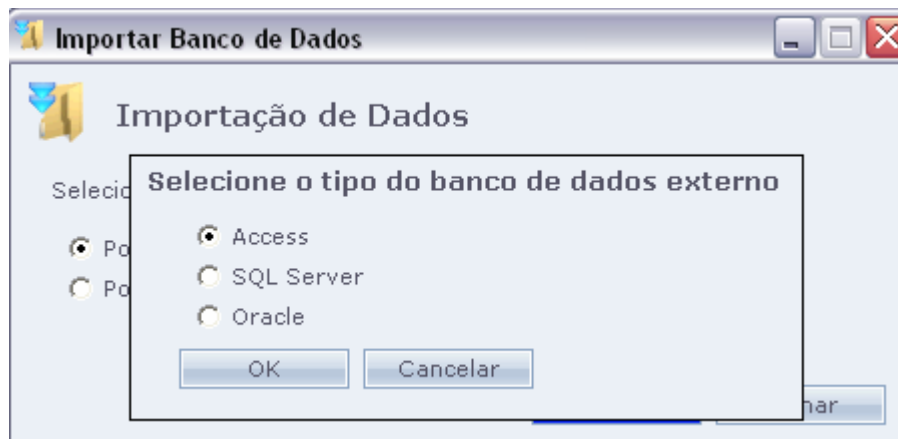 Importar Banco de Dados
Importação de Dados
Selecione o tipo do banco de dados externo
Access
SQL Server
Oracle
OK
Cancelar